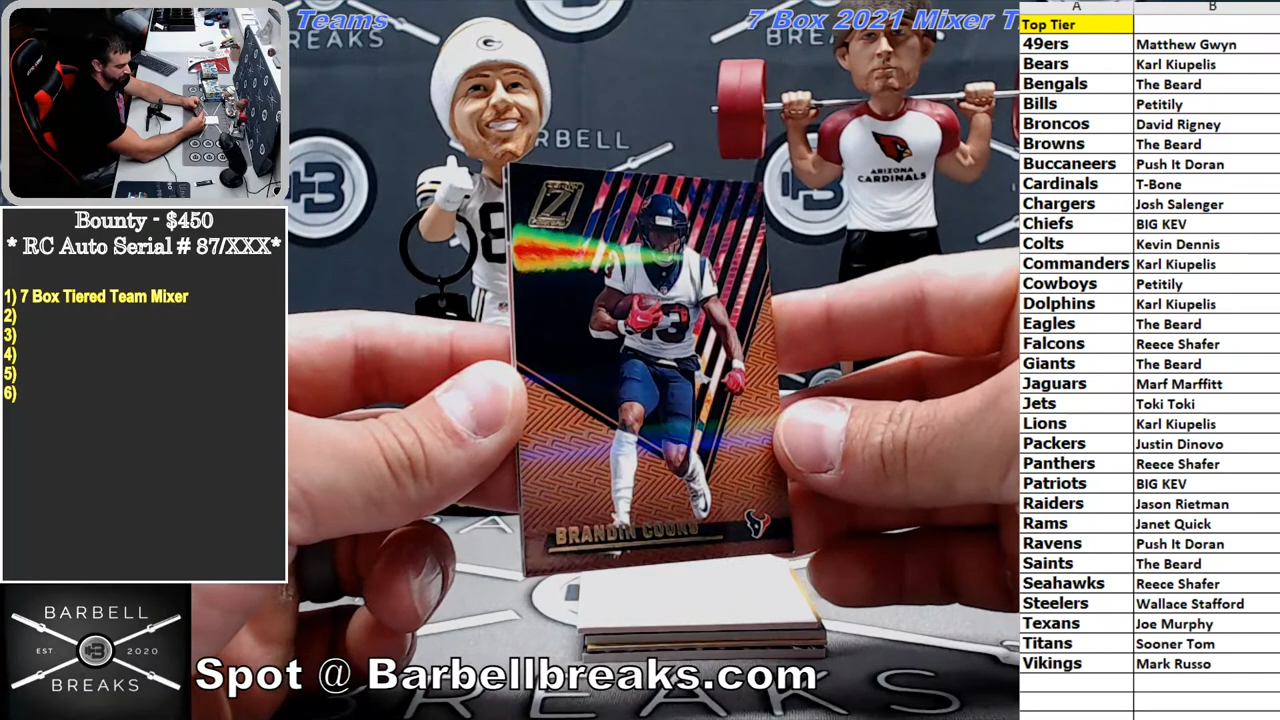 Teams
7 Box 2021 Mixer T
BREAKS
BREA
BARBELL
ARIZONA
CARDINALS
Z
13
BRANDIN COOKS
Bounty - $450
* RC Auto Serial # 87/XXX*
1) 7 Box Tiered Team Mixer
2)
3)
4)
5)
6)
BARBELL
EST 2020
BREAKS
Spot @ Barbellbreaks.com
REAKS
A B
Top Tier
49ers Matthew Gwyn
Bears Karl Kiupelis
Bengals The Beard
Bills Petitily
Broncos David Rigney
Browns The Beard
Buccaneers Push It Doran
Cardinals T-Bone
Chargers Josh Salenger
Chiefs BIG KEV
Colts Kevin Dennis
Commanders Karl Kiupelis
Cowboys Petitily
Dolphins Karl Kiupelis
Eagles The Beard
Falcons Reece Shafer
Giants The Beard
Jaguars Marf Marffitt
Jets Toki Toki
Lions Karl Kiupelis
Packers Justin Dinovo
Panthers Reece Shafer
Patriots BIG KEV
Raiders Jason Rietman
Rams Janet Quick
Ravens Push It Doran
Saints The Beard
Seahawks Reece Shafer
Steelers Wallace Stafford
Texans Joe Murphy
Titans Sooner Tom
Vikings Mark Russo